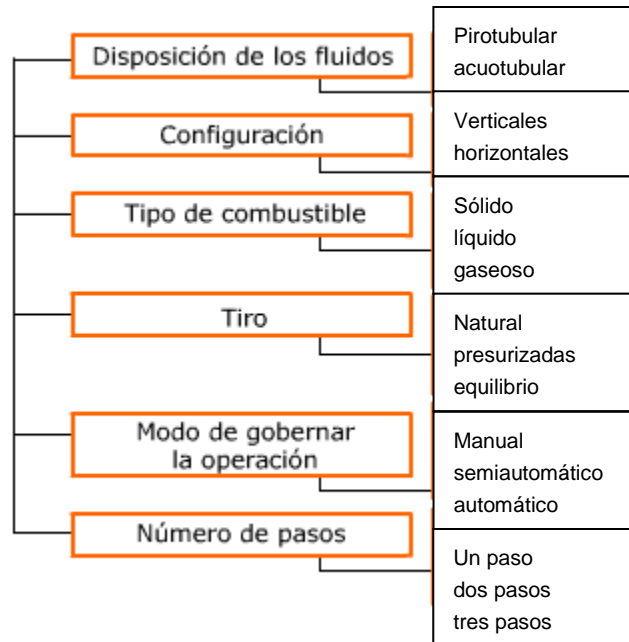 Disposición de los fluidos
Pirotubular
acuotubular
Configuración
Verticales
horizontales
Tipo de combustible
Sólido
líquido
gaseoso
Tiro
Natural
presurizadas
equilibrio
Modo de gobernar
la operación
Manual
semiautomático
automático
Número de pasos
Un paso
dos pasos
tres pasos